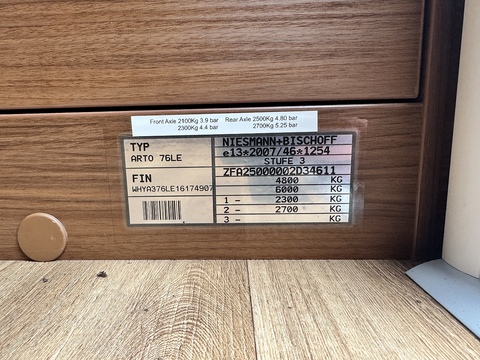 Front Axle 2100Kg 3.9 bar Rear Axle 2500Kg 4.80 bar
2300Kg 4.4 bar 2700Kg 5.25 bar
TYP
ARTO 76LE
FIN
WHYA376LE16174907
NIESMANN+BISCHOFF
e13*2007/46*1254
STUFE 3
ZFA25000002D34611
4800 KG
6000 KG
1 - 2300 KG
2 - 2700 KG
3 - KG